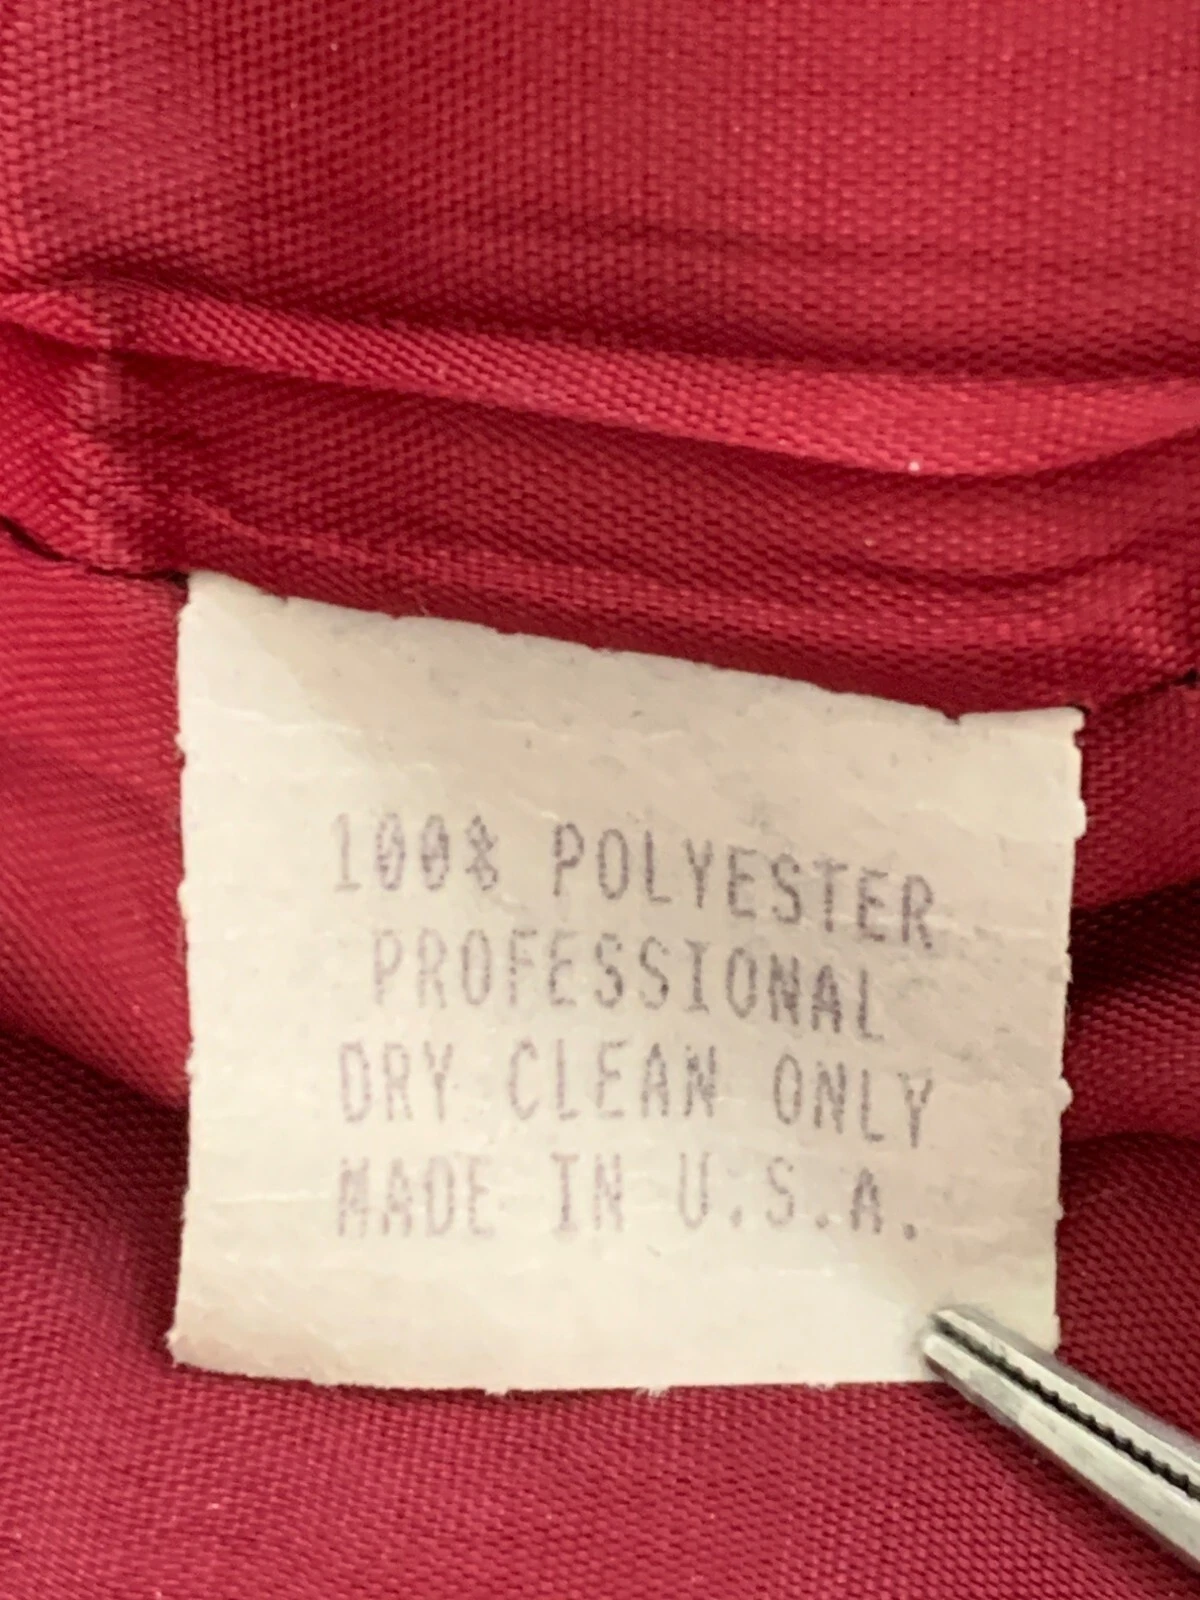 100% POLYESTER
PROFESSIONAL
DRY CLEAN ONLY
MADE IN U.S.A.